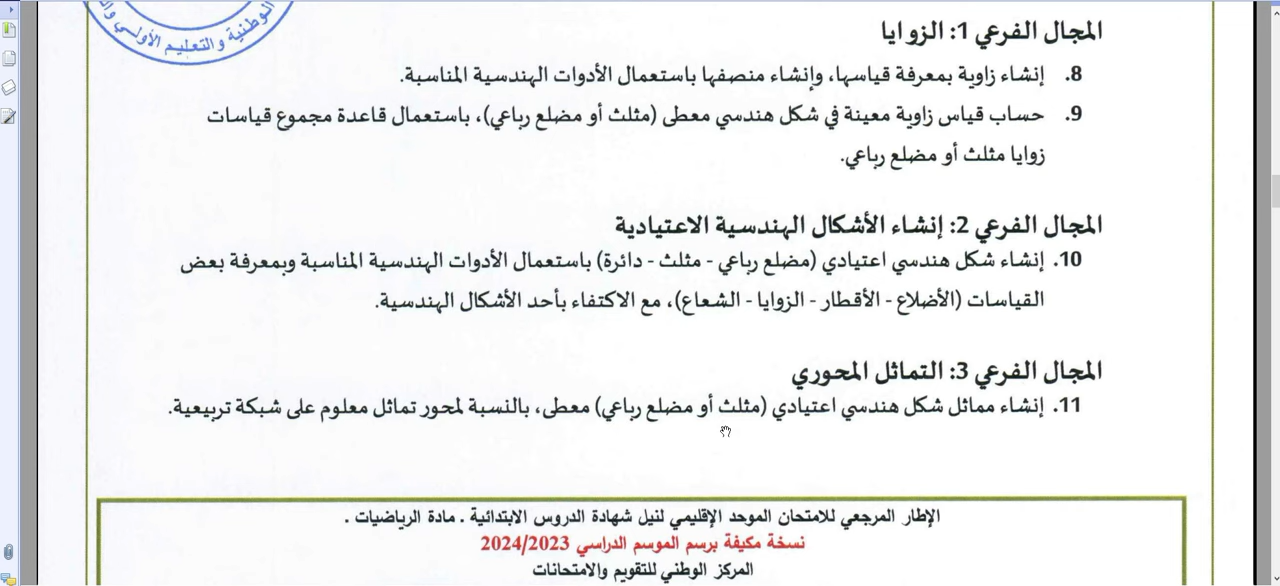 الوطنية والتعليم الأولي وال
المجال الفرعي 1: الزوايا
8. إنشاء زاوية بمعرفة قياسها، وإنشاء منصفها باستعمال الأدوات الهندسية المناسبة.
9. حساب قياس زاوية معينة في شكل هندسي معطى (مثلث أو مضلع رباعي)، باستعمال قاعدة مجموع قياسات
زوايا مثلث أو مضلع رباعي.
المجال الفرعي 2: إنشاء الأشكال الهندسية الاعتيادية
10. إنشاء شكل هندسي اعتيادي (مضلع رباعي - مثلث - دائرة) باستعمال الأدوات الهندسية المناسبة وبمعرفة بعض
القياسات (الأضلاع - الأقطار - الزوايا - الشعاع)، مع الاكتفاء بأحد الأشكال الهندسية.
المجال الفرعي 3: التماثل المحوري
11. إنشاء مماثل شكل هندسي اعتيادي (مثلث أو مضلع رباعي) معطى، بالنسبة لمحور تماثل معلوم على شبكة تربيعية.
الإطار المرجعي للامتحان الموحد الإقليمي لنيل شهادة الدروس الابتدائية . مادة الرياضيات .
نسخة مكيفة برسم الموسم الدراسي 2024/2023
المركز الوطني للتقويم والامتحانات